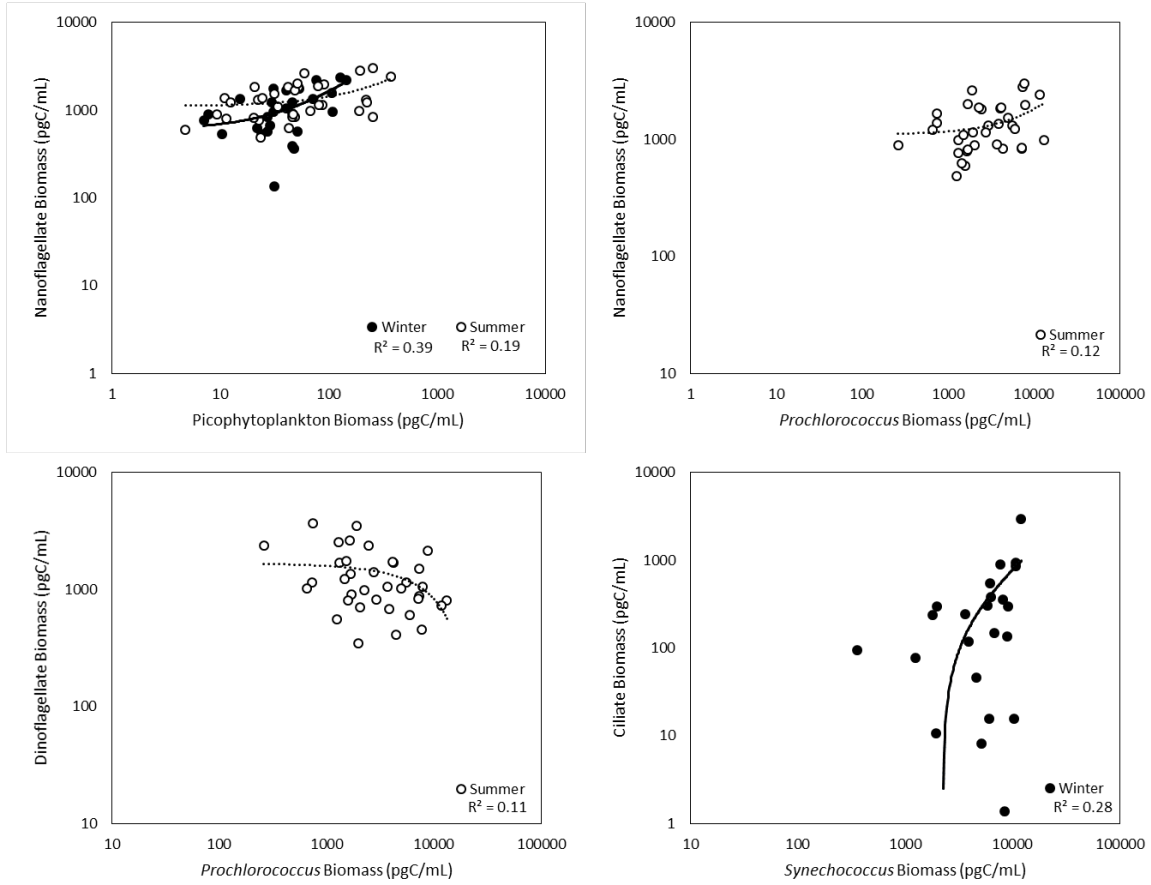 10000
1000
100
10
1
Nanoflagellate Biomass (pgC/mL)
Winter
R² = 0.39
Summer
R² = 0.19
1 10 100 1000 10000
Picophytoplankton Biomass (pgC/mL)
10000
1000
100
10
Nanoflagellate Biomass (pgC/mL)
Summer
R² = 0.12
10 100 1000 10000 100000
Prochlorococcus Biomass (pgC/mL)
10000
1000
100
10
Dinoflagellate Biomass (pgC/mL)
Summer
R² = 0.11
10 100 1000 10000 100000
Prochlorococcus Biomass (pgC/mL)
10000
1000
100
10
1
Ciliate Biomass (pgC/mL)
Winter
R² = 0.28
10 100 1000 10000 100000
Synechococcus Biomass (pgC/mL)